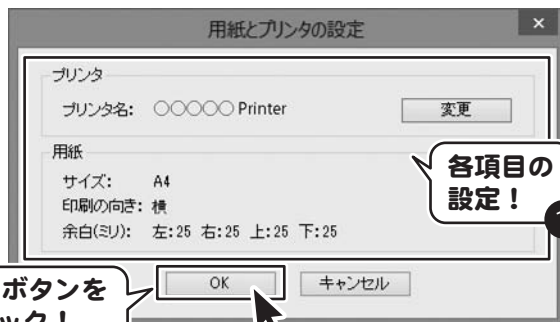 用紙とプリンタの設定
プリンタ
プリンタ名: ○○○○○ Printer
変更
用紙
サイズ: A4
印刷の向き: 横
余白(ミリ): 左:25 右:25 上:25 下:25
各項目の
設定!
OK
キャンセル
ボタンを
ック!